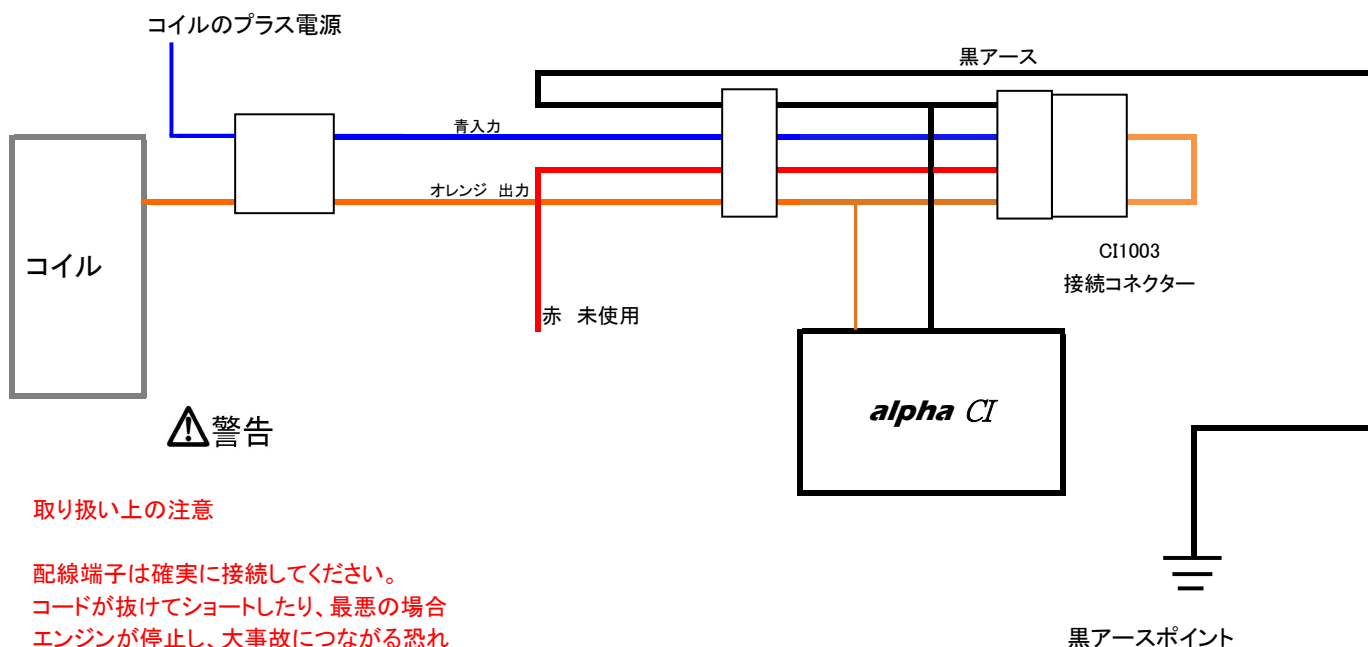 コイルのプラス電源
黒アース
青入力
オレンジ 出力
コイル
CI1003
接続コネクター
赤 未使用
alpha CI
警告
取り扱い上の注意
配線端子は確実に接続してください。
コードが抜けてショートしたり、最悪の場合
エンジンが停止し、大事故につながる恐れ
黒アースポイント